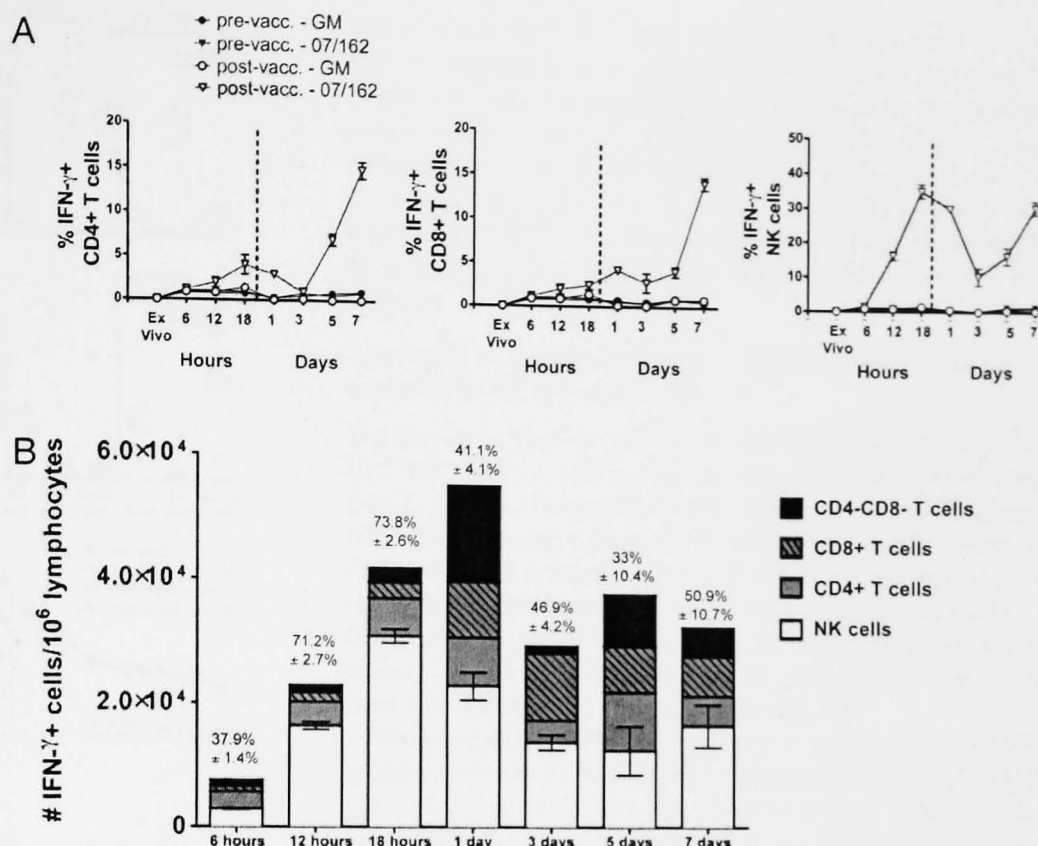 A
pre-vacc. - GM
pre-vacc. - 07/162
post-vacc. - GM
post-vacc. - 07/162
% IFN-γ+
CD4+ T cells
20
15
10
5
0
Ex
Vivo
6 12 18 1 3 5 7
Hours Days
% IFN-γ+
CD8+ T cells
20
15
10
5
0
Ex
Vivo
6 12 18 1 3 5 7
Hours Days
% IFN-γ+
NK cells
50
40
30
20
10
0
Ex
Vivo
6 12 18 1 3 5 7
Hours Days
B
# IFN-γ+ cells/10⁶ lymphocytes
6.0×10⁴
4.0×10⁴
2.0×10⁴
0
37.9%
± 1.4%
71.2%
± 2.7%
73.8%
± 2.6%
41.1%
± 4.1%
46.9%
± 4.2%
33%
± 10.4%
50.9%
± 10.7%
6 hours 12 hours 18 hours 1 day 3 days 5 days 7 days
CD4-CD8- T cells
CD8+ T cells
CD4+ T cells
NK cells